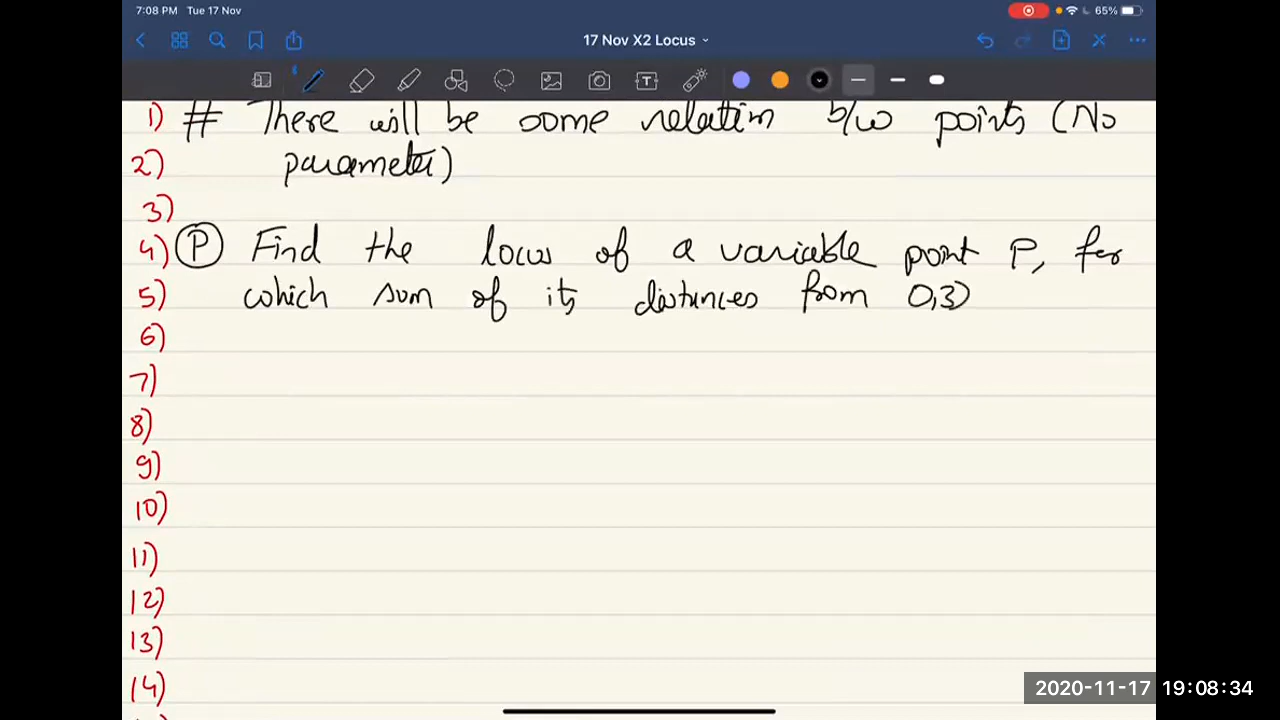 7:08 PM Tue 17 Nov
65%
17 Nov X2 Locus
1) # There will be some relation b/w points (No
2) parameter)
3)
4) P Find the locus of a variable point P, for
5) which sum of its distances from 0,3)
6)
7)
8)
9)
10)
11)
12)
13)
14)
2020-11-17 19:08:34